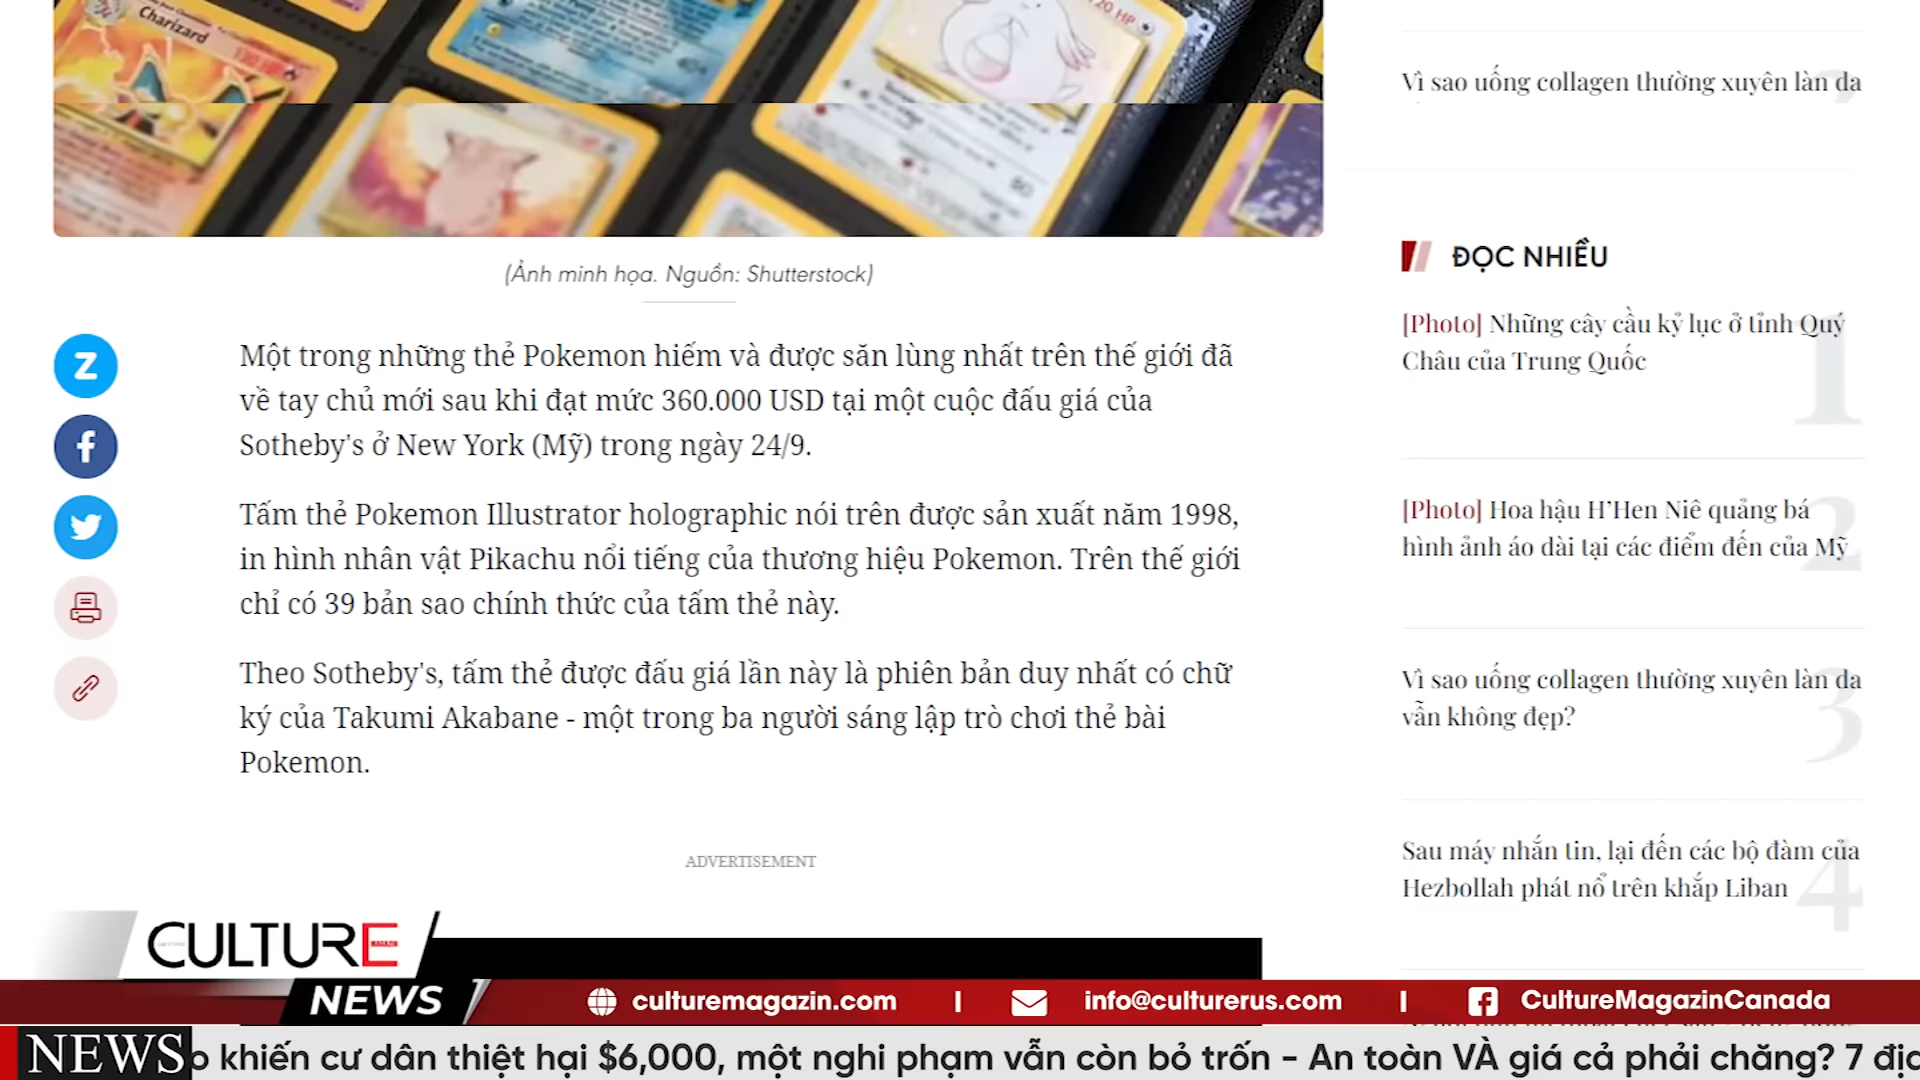 Charizard
120 HP
Vì sao uống collagen thường xuyên làn da
(Ảnh minh họa. Nguồn: Shutterstock)
Một trong những thẻ Pokemon hiếm và được săn lùng nhất trên thế giới đã
về tay chủ mới sau khi đạt mức 360.000 USD tại một cuộc đấu giá của
Sotheby's ở New York (Mỹ) trong ngày 24/9.
Tấm thẻ Pokemon Illustrator holographic nói trên được sản xuất năm 1998,
in hình nhân vật Pikachu nổi tiếng của thương hiệu Pokemon. Trên thế giới
chỉ có 39 bản sao chính thức của tấm thẻ này.
Theo Sotheby's, tấm thẻ được đấu giá lần này là phiên bản duy nhất có chữ
ký của Takumi Akabane - một trong ba người sáng lập trò chơi thẻ bài
Pokemon.
ADVERTISEMENT
ĐỌC NHIỀU
[Photo] Những cây cầu kỷ lục ở tỉnh Quý
Châu của Trung Quốc
1
[Photo] Hoa hậu H'Hen Niê quảng bá
hình ảnh áo dài tại các điểm đến của Mỹ
2
Vì sao uống collagen thường xuyên làn da
vẫn không đẹp?
3
Sau máy nhắn tin, lại đến các bộ đàm của
Hezbollah phát nổ trên khắp Liban
4
CULTURE
MAGAZIN
NEWS
culturemagazin.com | info@culturerus.com | CultureMagazinCanada
NEWS
o khiến cư dân thiệt hại $6,000, một nghi phạm vẫn còn bỏ trốn - An toàn VÀ giá cả phải chăng? 7 địa